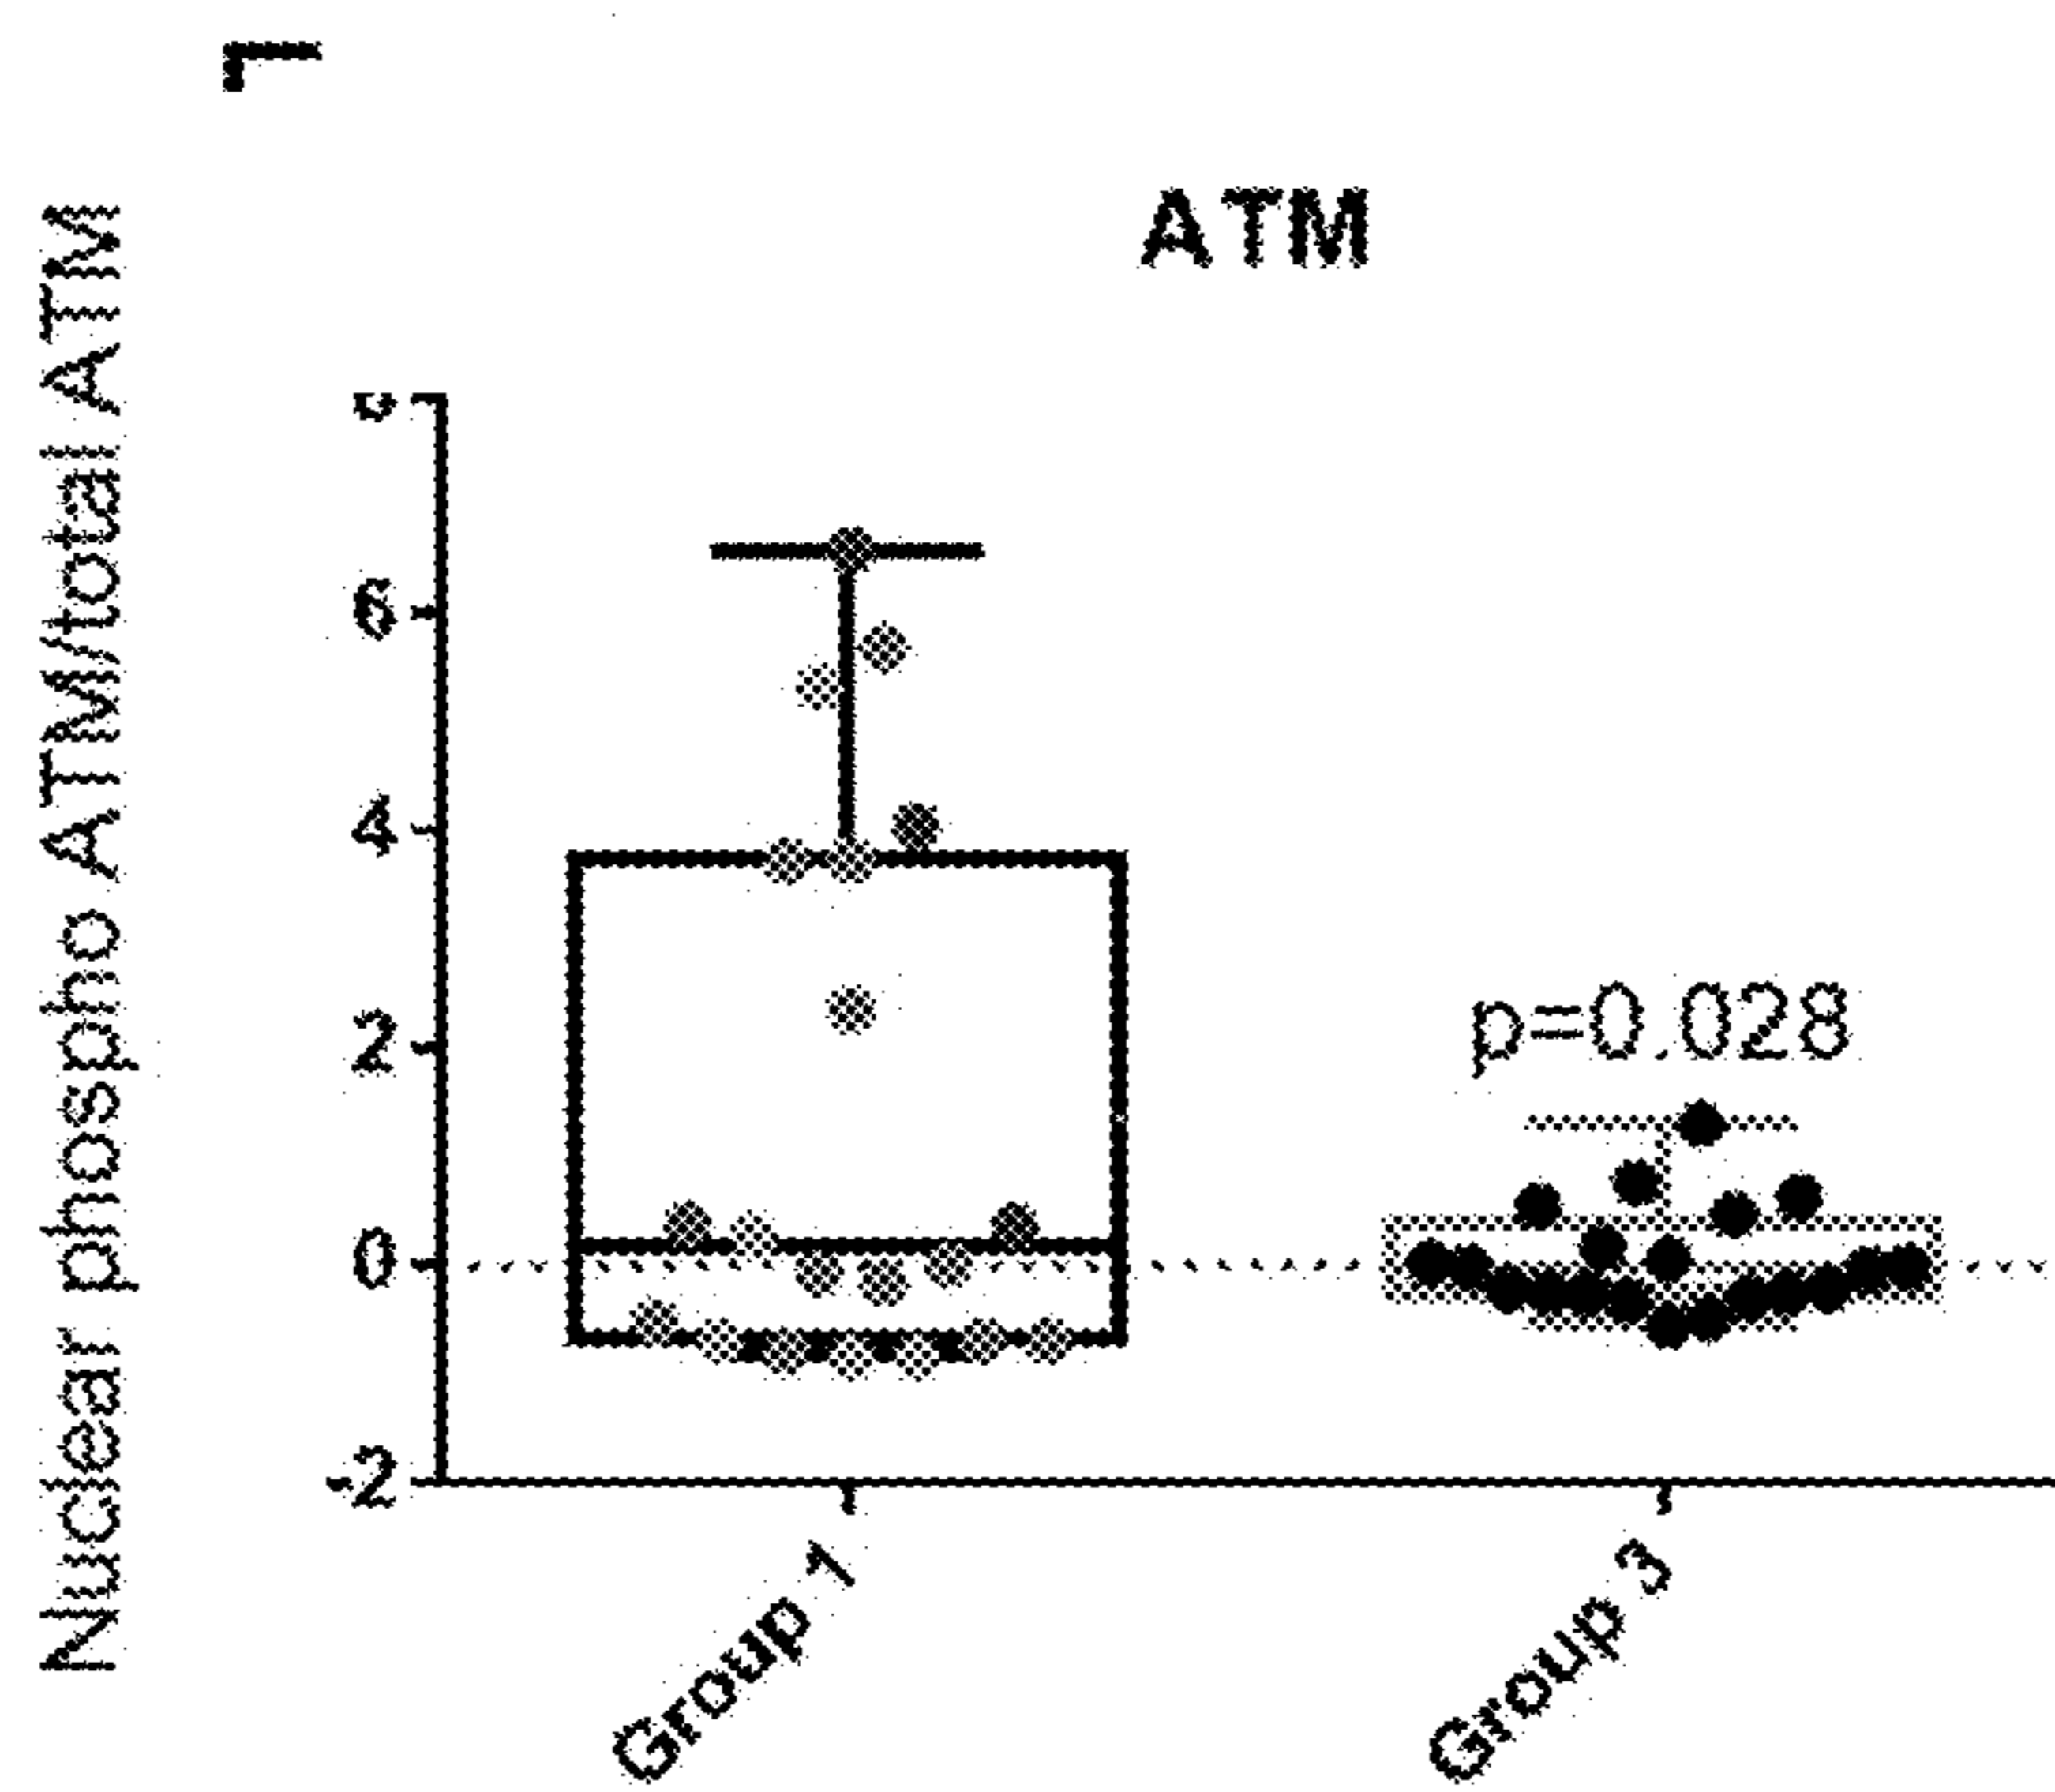 ATM
Nuclear phospho ATM/total ATM
6
4
2
0
-2
p=0.028
Group 1
Group 3